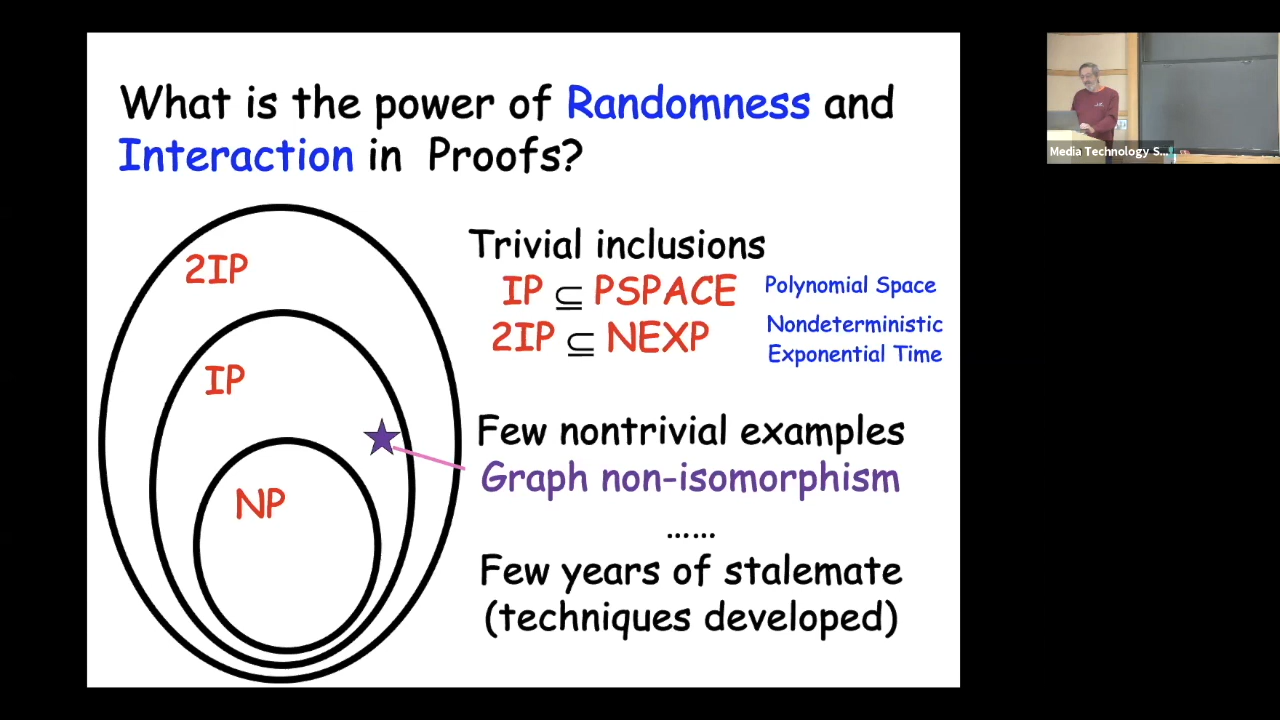 What is the power of Randomness and
Interaction in Proofs?
2IP
IP
NP
Trivial inclusions
IP ⊆ PSPACE
Polynomial Space
2IP ⊆ NEXP
Nondeterministic
Exponential Time
Few nontrivial examples
Graph non-isomorphism
......
Few years of stalemate
(techniques developed)
Media Technology S...